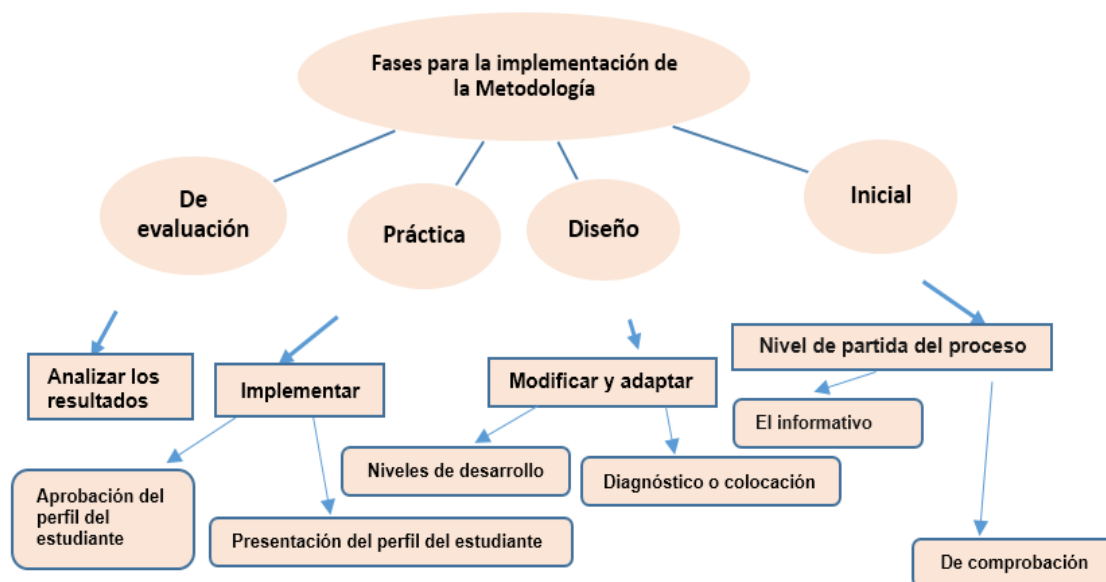 Fases para la implementación de
la Metodología
De
evaluación
Práctica
Diseño
Inicial
Analizar los
resultados
Implementar
Modificar y adaptar
Nivel de partida del proceso
El informativo
Niveles de desarrollo
Diagnóstico o colocación
Aprobación del
perfil del
estudiante
Presentación del perfil del estudiante
De comprobación